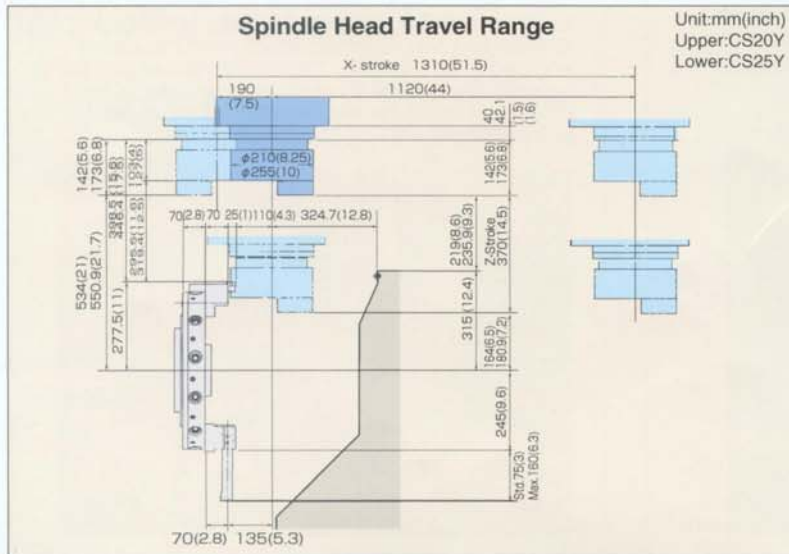 Spindle Head Travel Range
Unit:mm(inch)
Upper:CS20Y
Lower:CS25Y
X- stroke 1310(51.5)
190
(7.5)
1120(44)
40
42.1
(1.5)
(1.6)
ϕ210(8.25)
ϕ255(10)
142(5.6)
173(6.8)
142(5.6)
173(6.8)
70(2.8) 70 25(1) 110(4.3) 324.7(12.8)
219(8.6)
235.9(9.3)
Z-Stroke
370(14.5)
534(21)
550.9(21.7)
277.5(11)
315(12.4)
164(6.5)
180.9(7.2)
245(9.6)
Std.75(3)
Max.160(6.3)
70(2.8) 135(5.3)